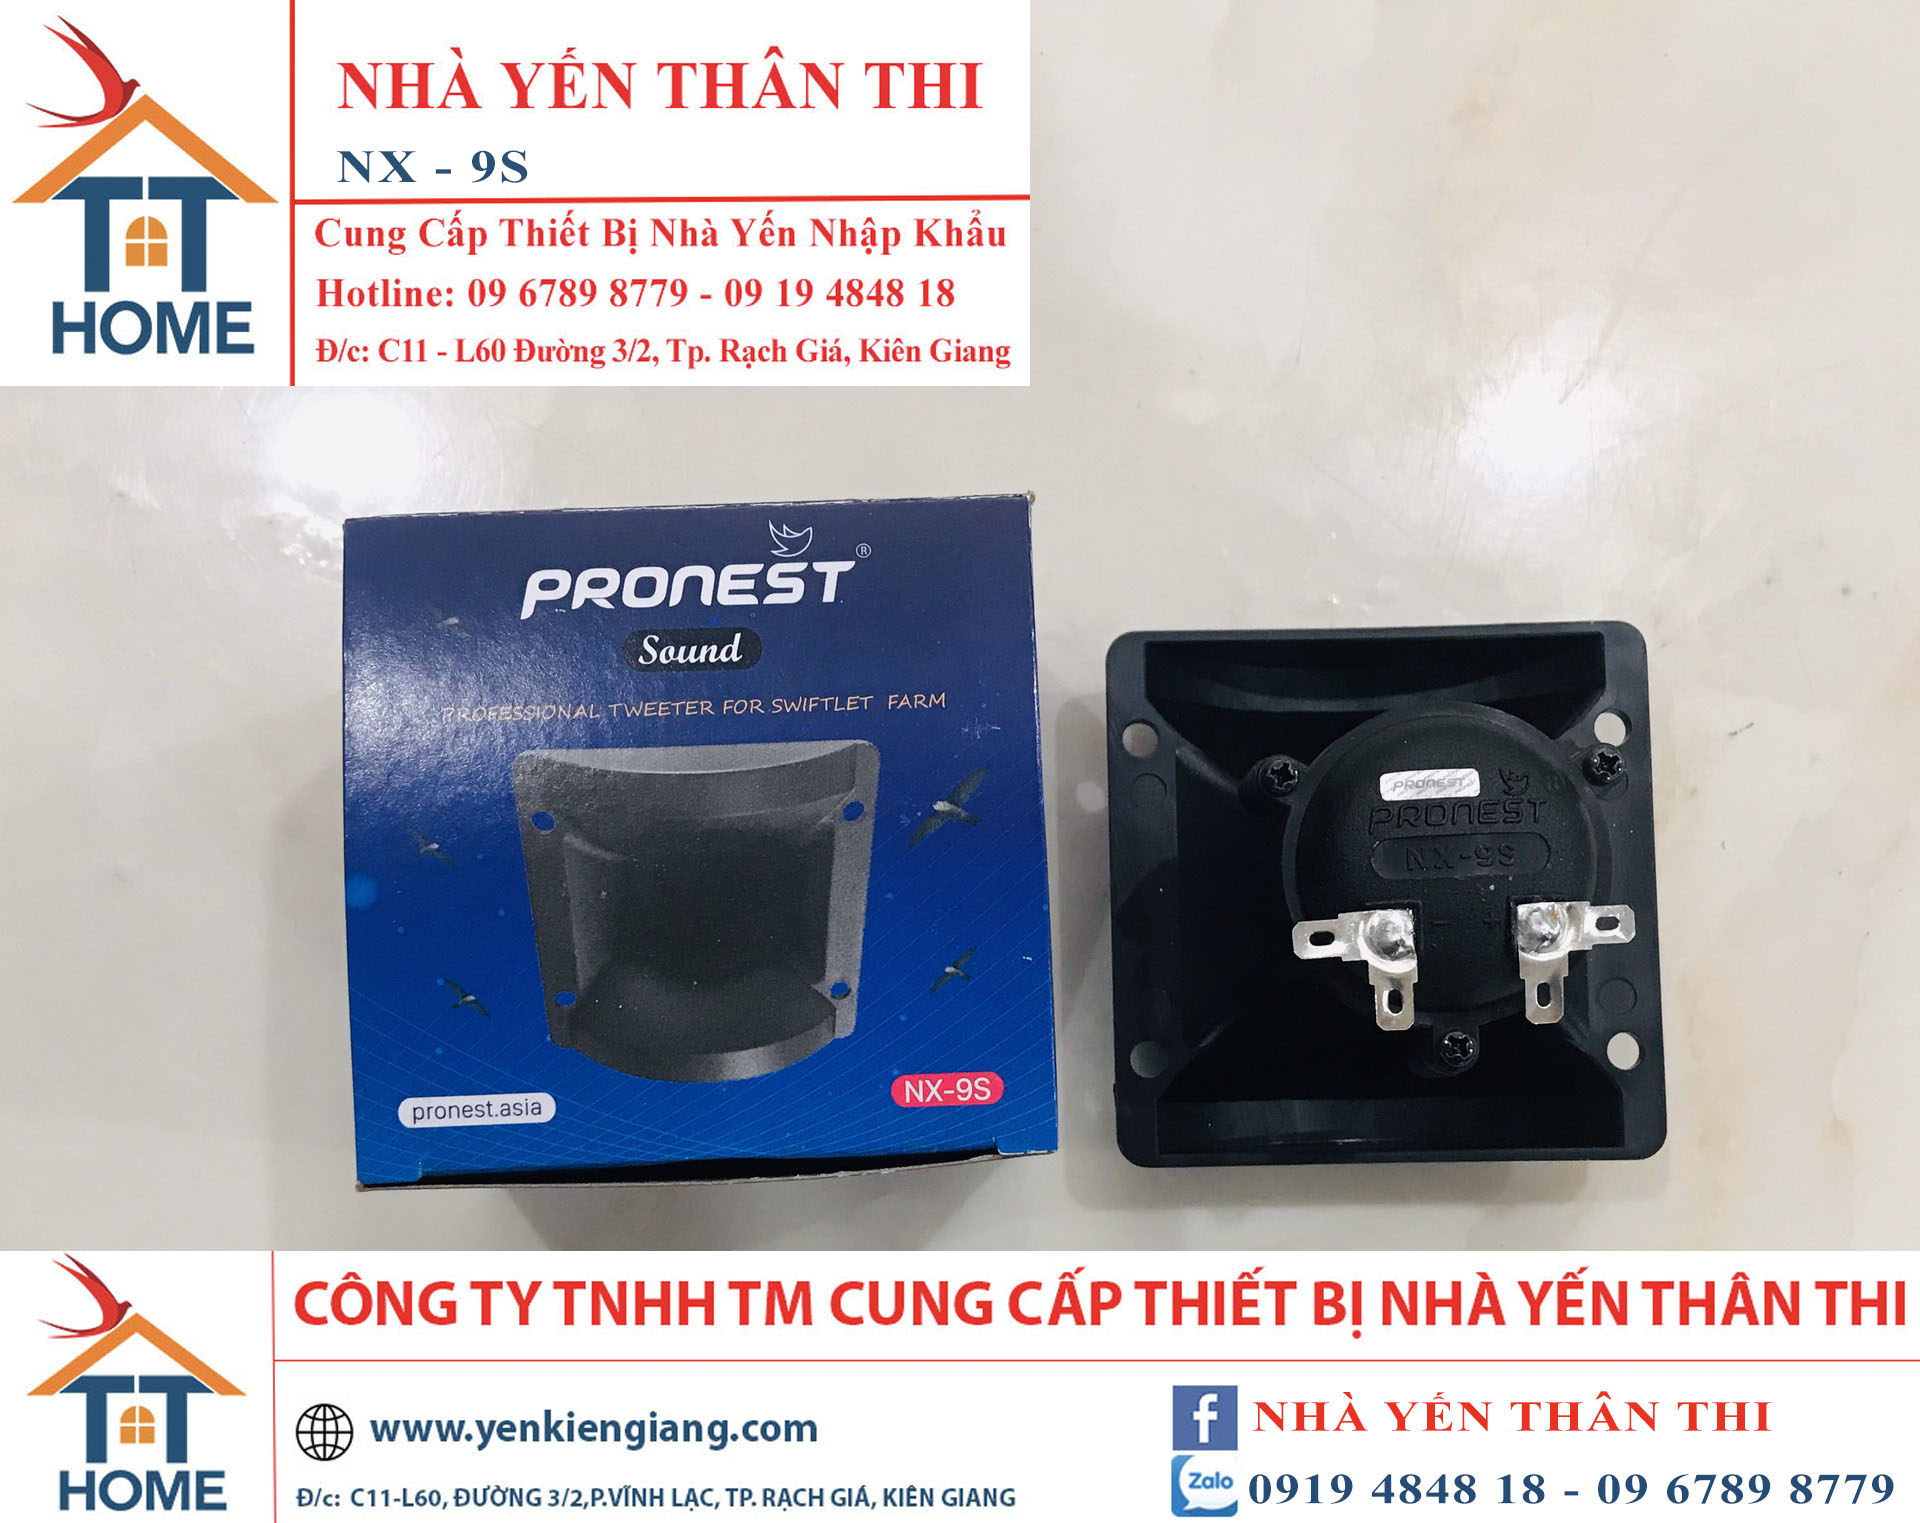 NHÀ YẾN THÂN THI
NX - 9S
Cung Cấp Thiết Bị Nhà Yến Nhập Khẩu
Hotline: 09 6789 8779 - 09 19 4848 18
Đ/c: C11 - L60 Đường 3/2, Tp. Rạch Giá, Kiên Giang
TT
HOME
PRONEST ®
Sound
PROFESSIONAL TWEETER FOR SWIFTLET FARM
pronest.asia
NX-9S
PRONEST
PRONEST ®
NX-9S
- +
CÔNG TY TNHH TM CUNG CẤP THIẾT BỊ NHÀ YẾN THÂN THI
TT
HOME
www.yenkiengiang.com
Đ/c: C11-L60, ĐƯỜNG 3/2,P.VĨNH LẠC, TP. RẠCH GIÁ, KIÊN GIANG
f NHÀ YẾN THÂN THI
Zalo 0919 4848 18 - 09 6789 8779